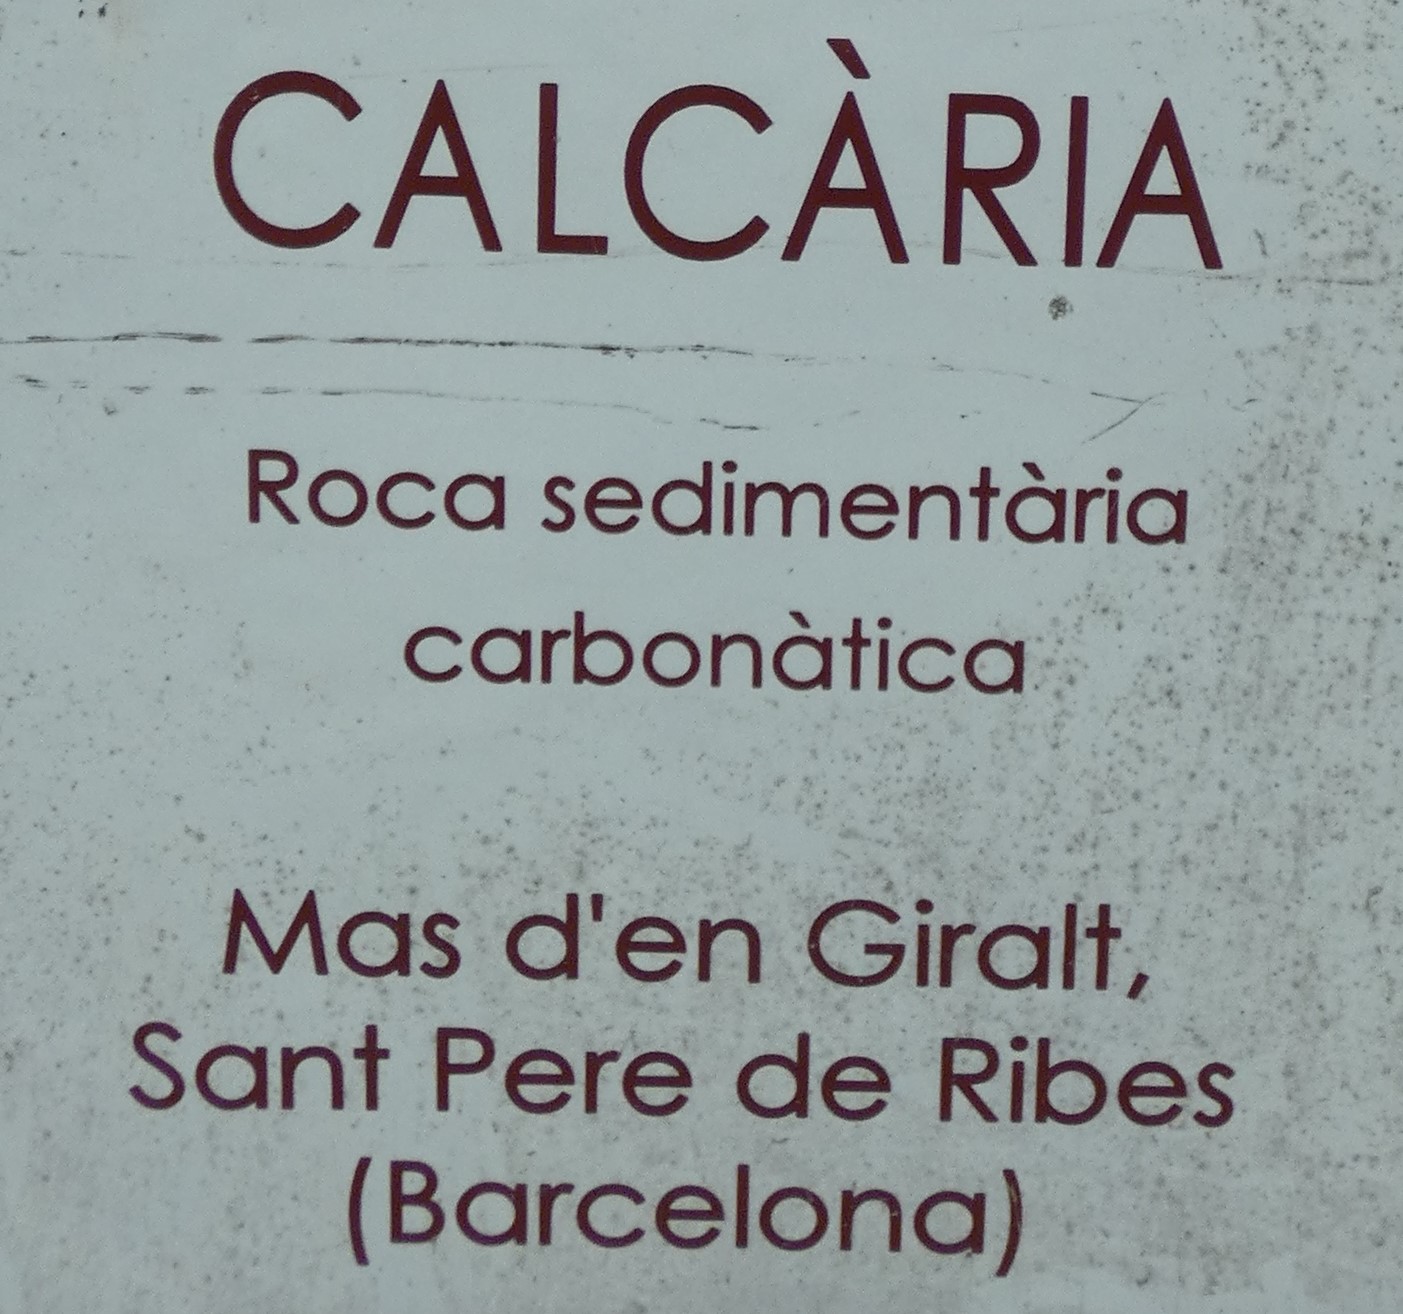 CALCÀRIA
Roca sedimentària
carbonàtica
Mas d'en Giralt,
Sant Pere de Ribes
(Barcelona)